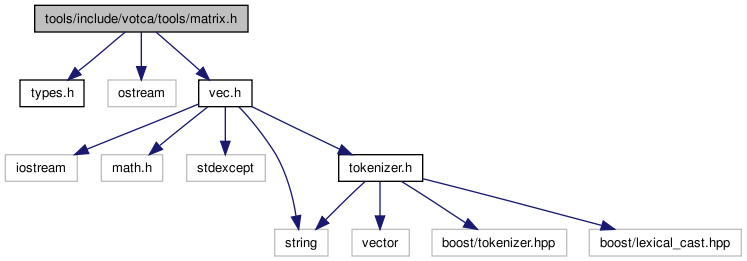 tools/include/votca/tools/matrix.h
types.h
ostream
vec.h
iostream
math.h
stdexcept
tokenizer.h
string
vector
boost/tokenizer.hpp
boost/lexical_cast.hpp